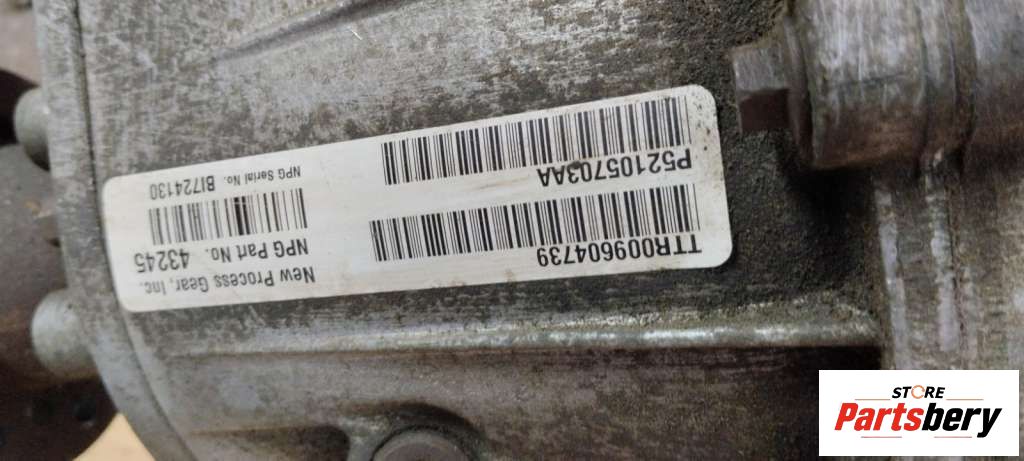 New Process Gear, Inc.
NPG Part No. 43245
NPG Serial No. BI724130
TTR009604739
P52105703AA
STORE
Partsbery